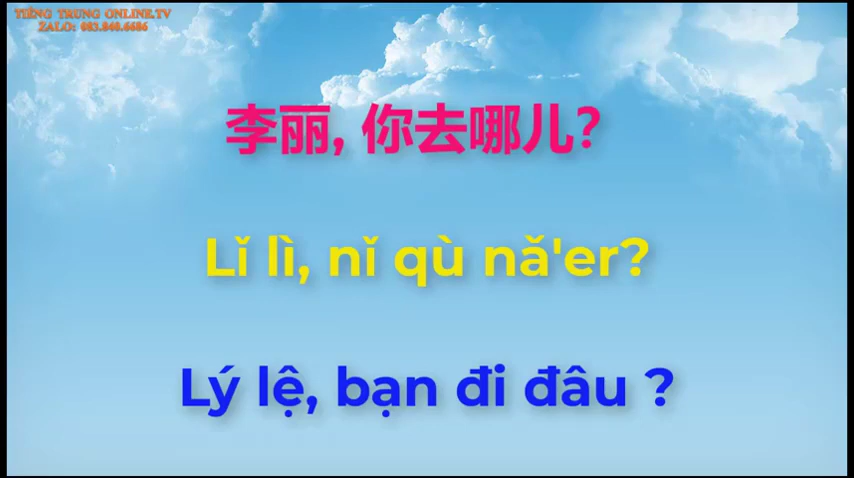 TIẾNG TRUNG ONLINE.TV
ZALO: 083.840.6686
李丽, 你去哪儿?
Lǐ lì, nǐ qù nǎ'er?
Lý lệ, bạn đi đâu ?